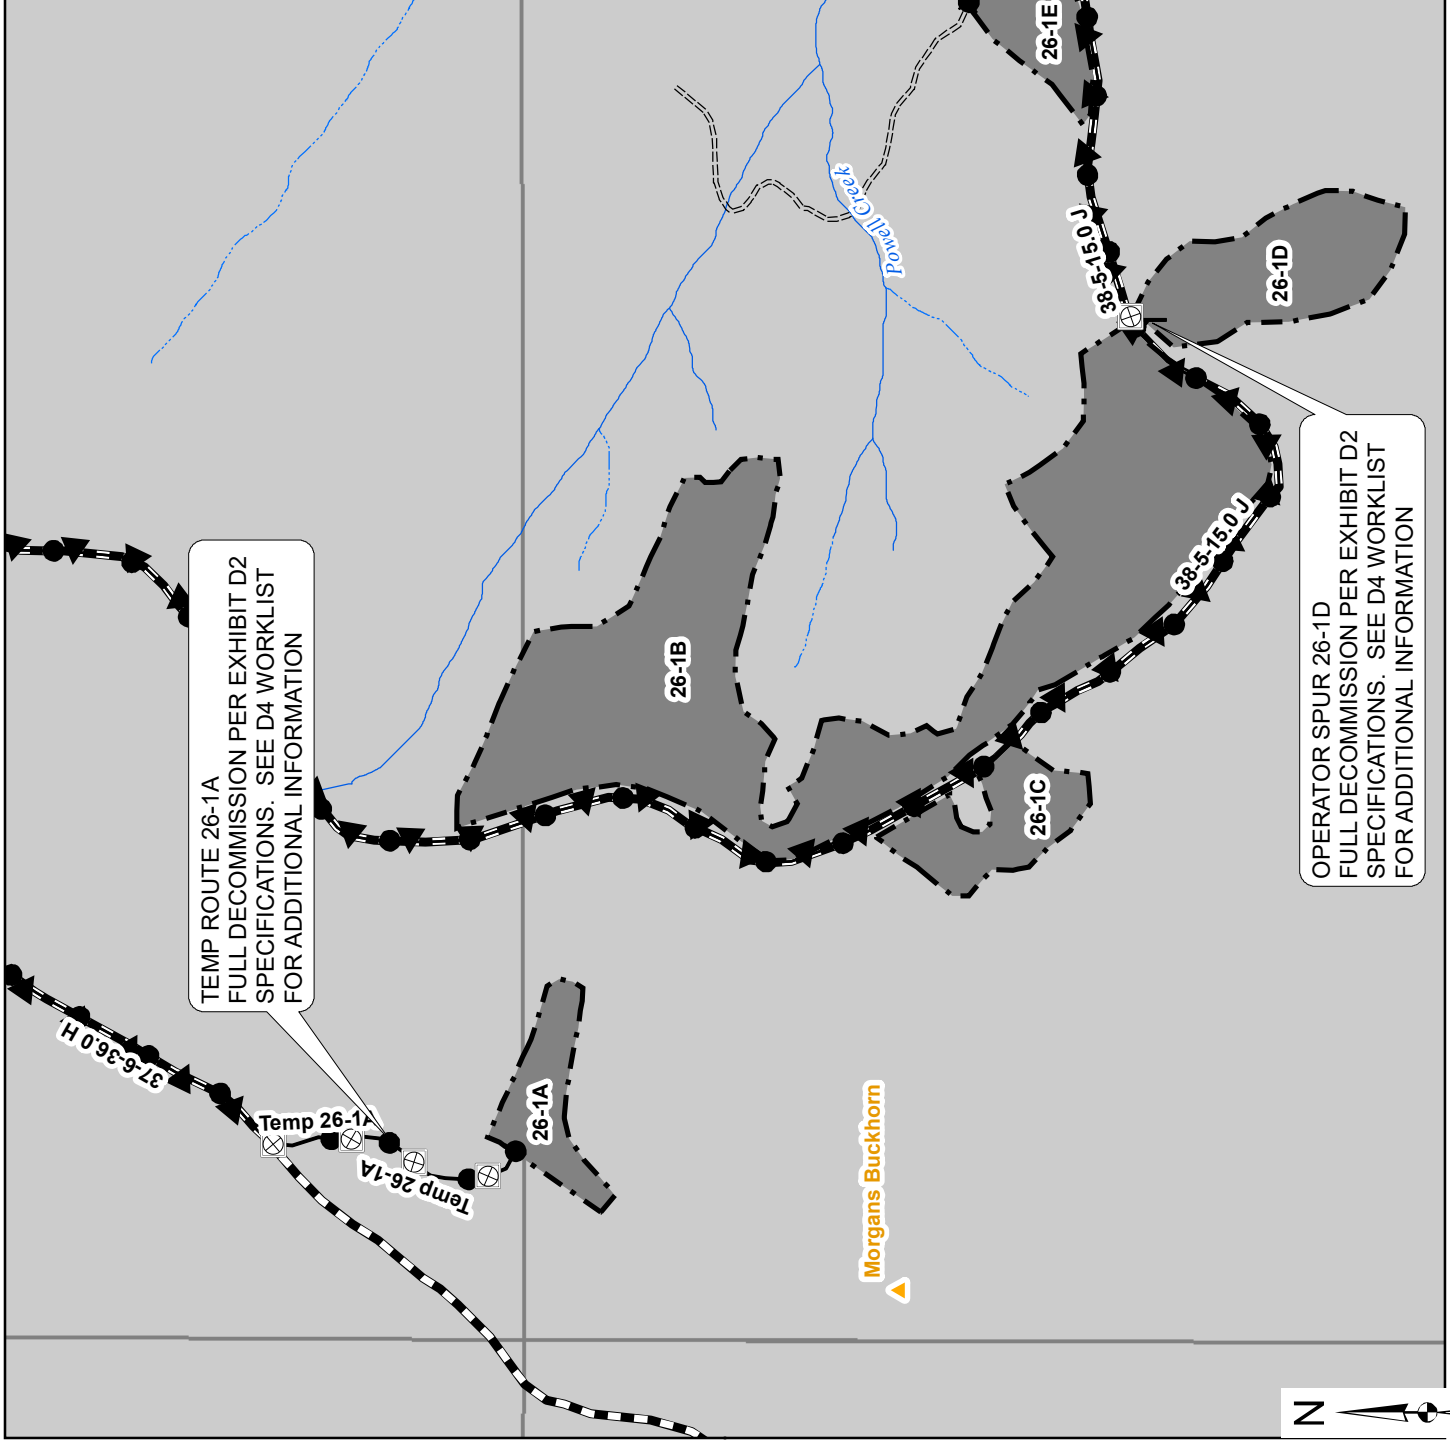 TEMP ROUTE 26-1A
FULL DECOMMISSION PER EXHIBIT D2
SPECIFICATIONS.  SEE D4 WORKLIST
FOR ADDITIONAL INFORMATION
37-6-36.0 H
Temp 26-1A
Temp 26-1A
26-1A
26-1B
26-1C
26-1D
26-1E
Powell Creek
38-5-15.0 J
38-5-15.0 J
Morgans Buckhorn
OPERATOR SPUR 26-1D
FULL DECOMMISSION PER EXHIBIT D2
SPECIFICATIONS.  SEE D4 WORKLIST
FOR ADDITIONAL INFORMATION
N